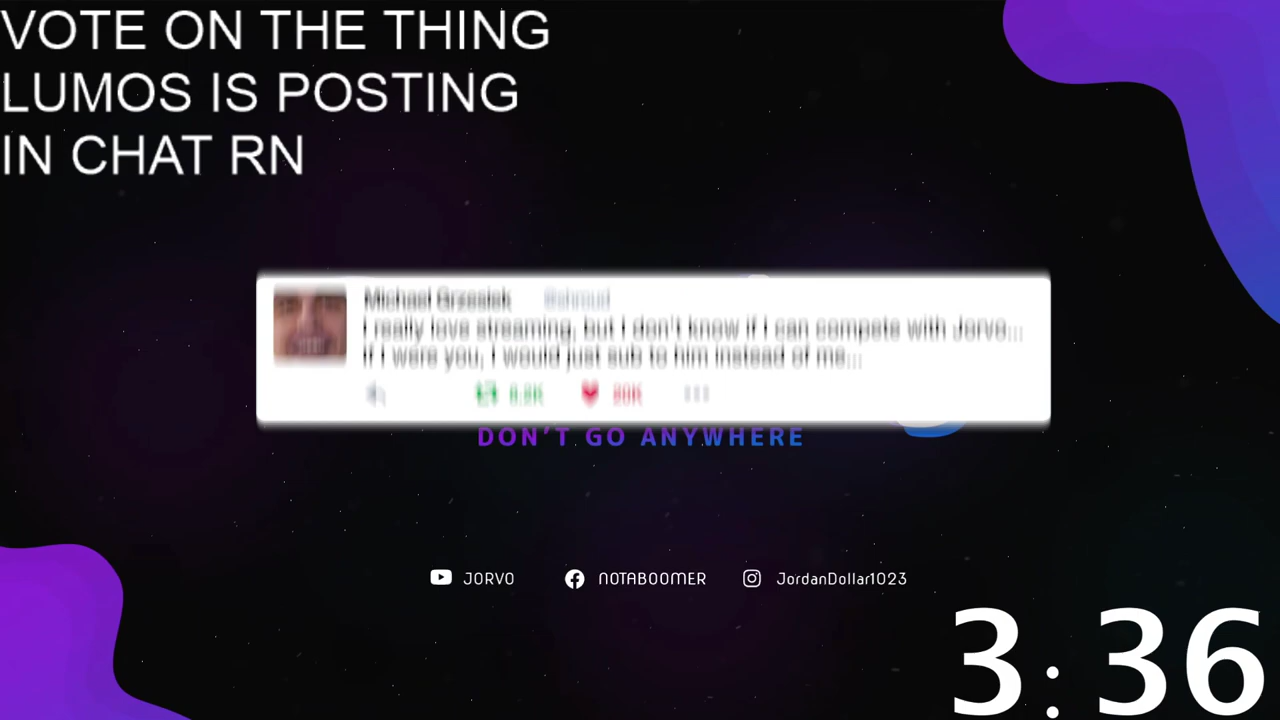 VOTE ON THE THING
LUMOS IS POSTING
IN CHAT RN
Michael Grzesiek @shroud
I really love streaming, but I don't know if I can compete with Jorvo...
If I were you, I would just sub to him instead of me...
20K
DON'T GO ANYWHERE
JORVO NOTABOOMER JordanDollar1023
3:36